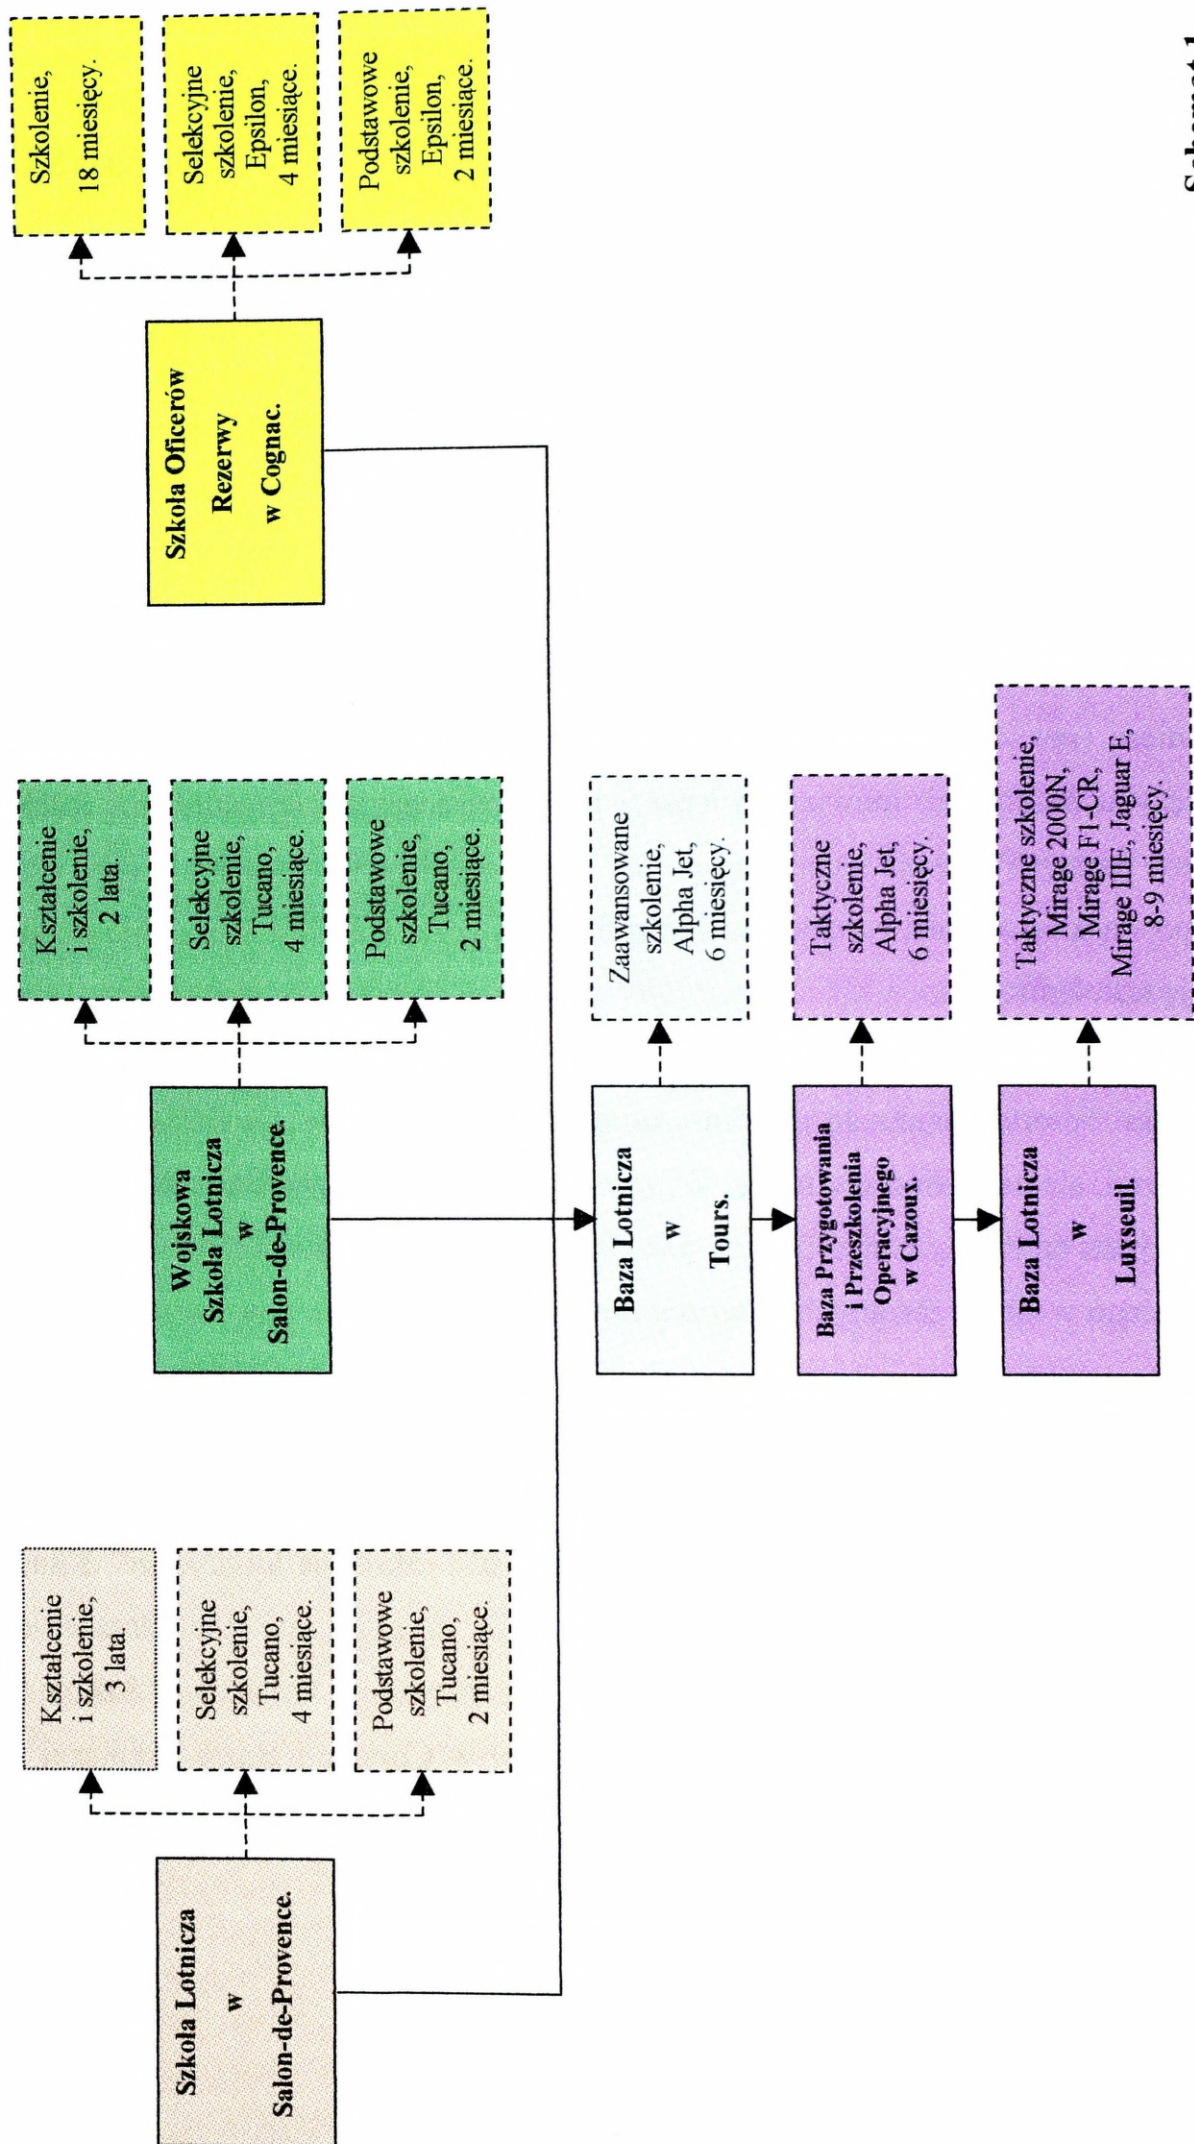 Szkoła Lotnicza
w
Salon-de-Provence.
Kształcenie
i szkolenie,
3 lata.
Selekcyjne
szkolenie,
Tucano,
4 miesiące.
Podstawowe
szkolenie,
Tucano,
2 miesiące.
Wojskowa
Szkoła Lotnicza
w
Salon-de-Provence.
Kształcenie
i szkolenie,
2 lata.
Selekcyjne
szkolenie,
Tucano,
4 miesiące.
Podstawowe
szkolenie,
Tucano,
2 miesiące.
Szkoła Oficerów
Rezerwy
w Cognac.
Szkolenie,
18 miesięcy.
Selekcyjne
szkolenie,
Epsilon,
4 miesiące.
Podstawowe
szkolenie,
Epsilon,
2 miesiące.
Baza Lotnicza
w
Tours.
Zaawansowane
szkolenie,
Alpha Jet,
6 miesięcy.
Baza Przygotowania
i Przeszkolenia
Operacyjnego
w Cazoux.
Taktyczne
szkolenie,
Alpha Jet,
6 miesięcy.
Baza Lotnicza
w
Luxseuil.
Taktyczne szkolenie,
Mirage 2000N,
Mirage F1-CR,
Mirage IIIE, Jaguar E,
8-9 miesięcy.